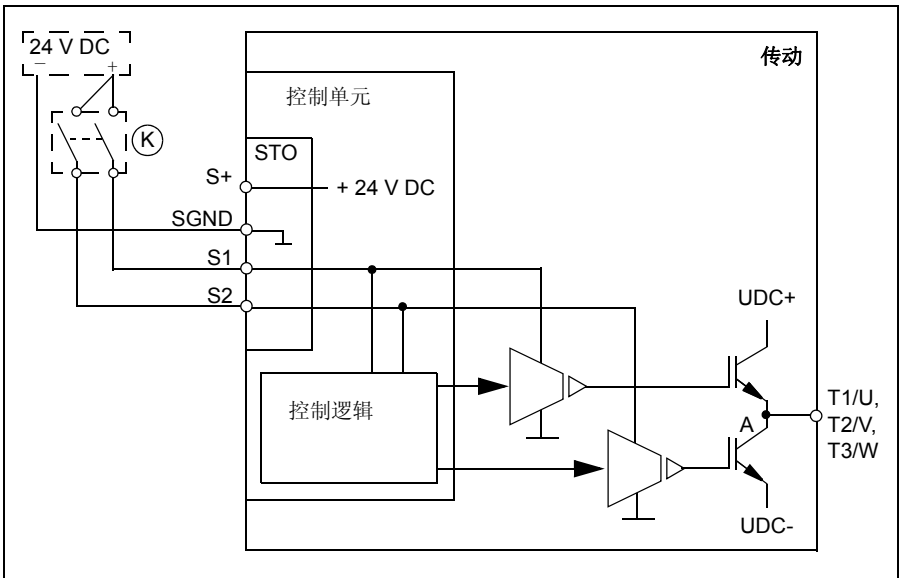 24 V DC
– +
传动
控制单元
K
STO
S+
+ 24 V DC
SGND
S1
S2
UDC+
控制逻辑
A
T1/U,
T2/V,
T3/W
UDC-